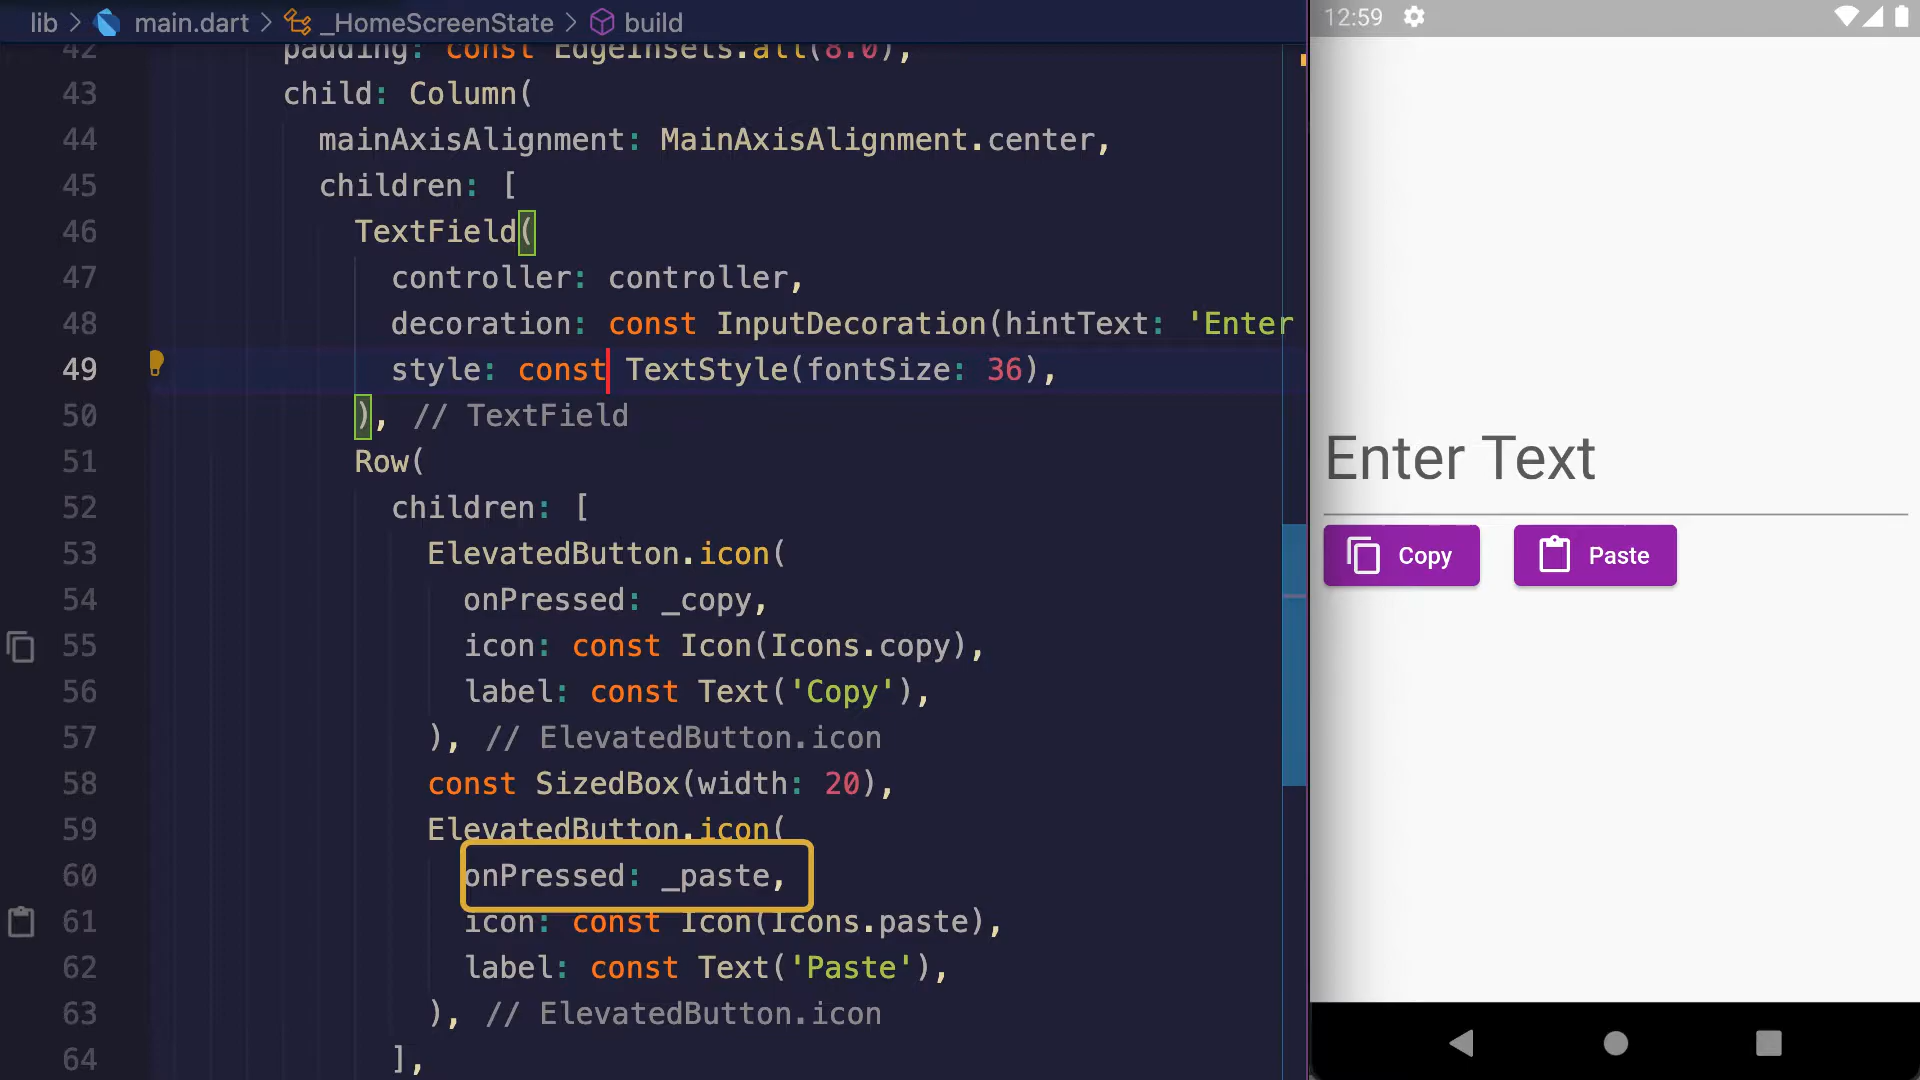 lib > main.dart > _HomeScreenState > build
42 padding: const EdgeInsets.all(8.0),
43 child: Column(
44 mainAxisAlignment: MainAxisAlignment.center,
45 children: [
46 TextField(
47 controller: controller,
48 decoration: const InputDecoration(hintText: 'Enter
49 style: const TextStyle(fontSize: 36),
50 ), // TextField
51 Row(
52 children: [
53 ElevatedButton.icon(
54 onPressed: _copy,
55 icon: const Icon(Icons.copy),
56 label: const Text('Copy'),
57 ), // ElevatedButton.icon
58 const SizedBox(width: 20),
59 ElevatedButton.icon(
60 onPressed: _paste,
61 icon: const Icon(Icons.paste),
62 label: const Text('Paste'),
63 ), // ElevatedButton.icon
64 ],
12:59
Enter Text
Copy
Paste